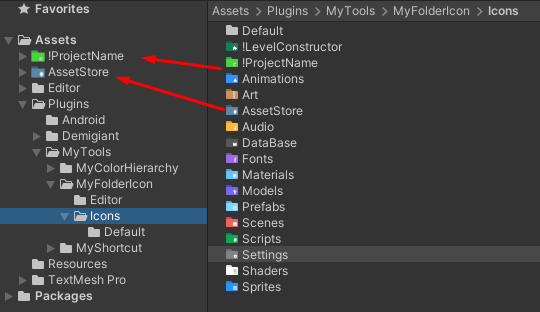 Favorites
Assets
!ProjectName
AssetStore
Editor
Plugins
Android
Demigiant
MyTools
MyColorHierarchy
MyFolderIcon
Editor
Icons
Default
MyShortcut
Resources
TextMesh Pro
Packages
Assets > Plugins > MyTools > MyFolderIcon > Icons
Default
!LevelConstructor
!ProjectName
Animations
Art
AssetStore
Audio
DataBase
Fonts
Materials
Models
Prefabs
Scenes
Scripts
Settings
Shaders
Sprites